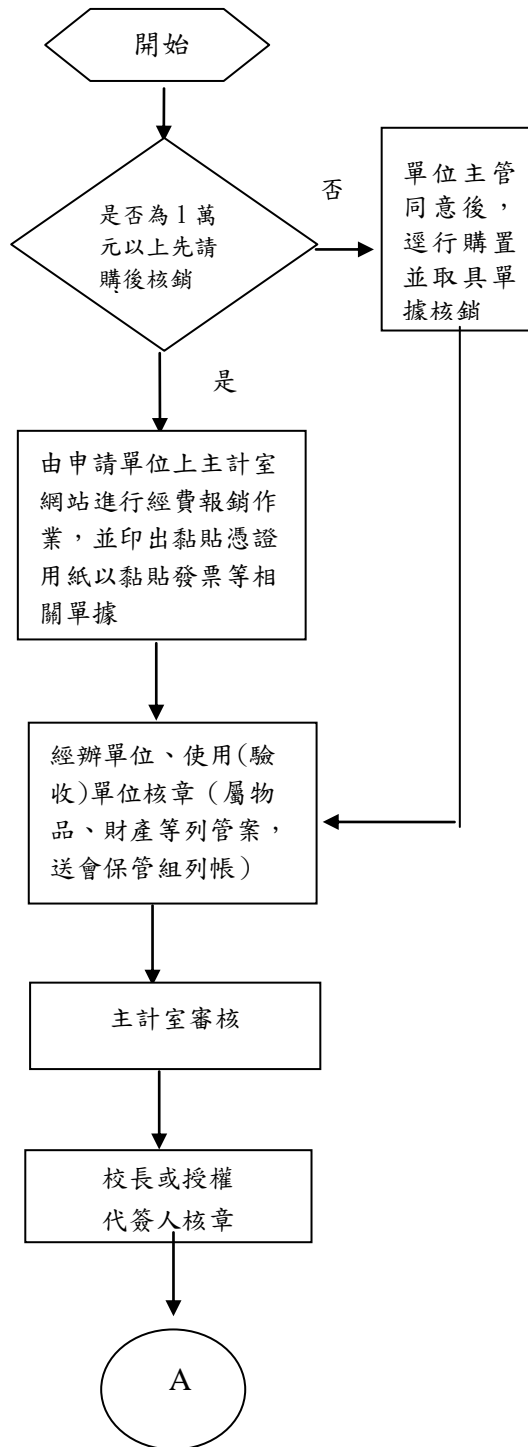 開始
是否為1萬
元以上先請
購後核銷
否
單位主管
同意後，
逕行購置
並取具單
據核銷
是
由申請單位上主計室
網站進行經費報銷作
業，並印出黏貼憑證
用紙以黏貼發票等相
關單據
經辦單位、使用(驗
收)單位核章（屬物
品、財產等列管案，
送會保管組列帳）
主計室審核
校長或授權
代簽人核章
A